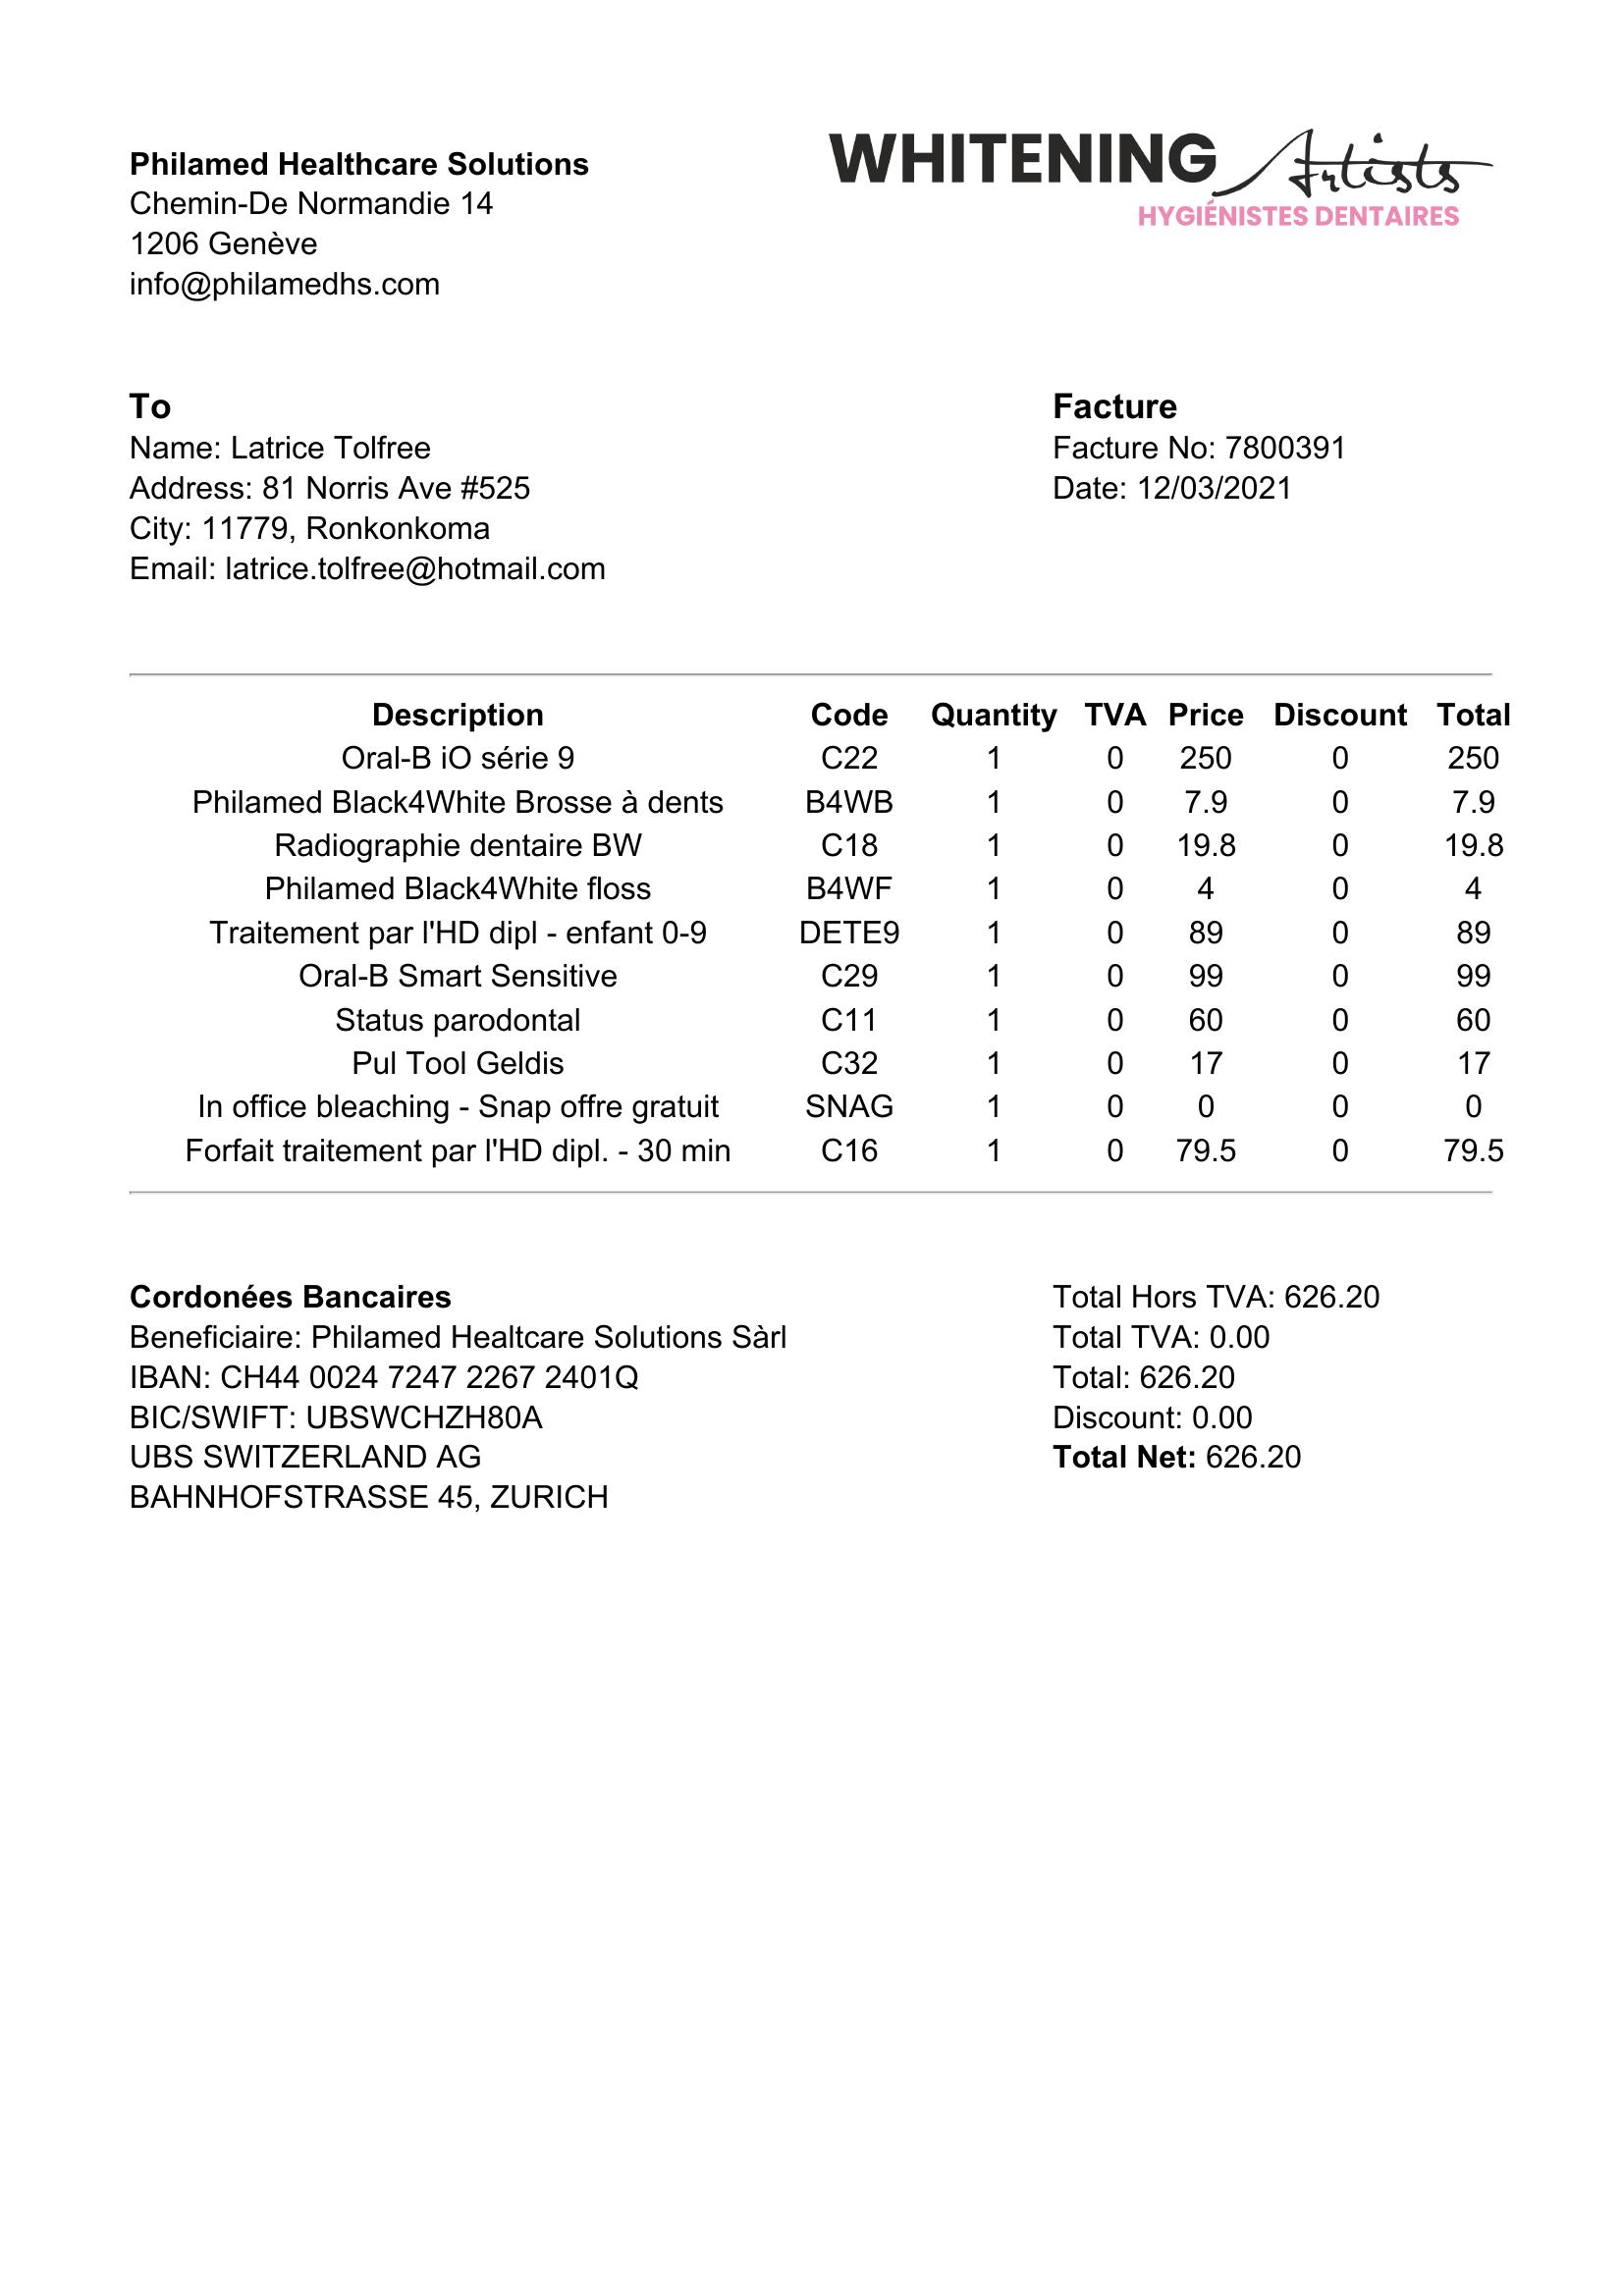 Philamed Healthcare Solutions
Chemin-De Normandie 14
1206 Genève
info@philamedhs.com
WHITENING Artists
HYGIÉNISTES DENTAIRES
To
Name: Latrice Tolfree
Address: 81 Norris Ave #525
City: 11779, Ronkonkoma
Email: latrice.tolfree@hotmail.com
Facture
Facture No: 7800391
Date: 12/03/2021
Description Code Quantity TVA Price Discount Total
Oral-B iO série 9 C22 1 0 250 0 250
Philamed Black4White Brosse à dents B4WB 1 0 7.9 0 7.9
Radiographie dentaire BW C18 1 0 19.8 0 19.8
Philamed Black4White floss B4WF 1 0 4 0 4
Traitement par l'HD dipl - enfant 0-9 DETE9 1 0 89 0 89
Oral-B Smart Sensitive C29 1 0 99 0 99
Status parodontal C11 1 0 60 0 60
Pul Tool Geldis C32 1 0 17 0 17
In office bleaching - Snap offre gratuit SNAG 1 0 0 0 0
Forfait traitement par l'HD dipl. - 30 min C16 1 0 79.5 0 79.5
Cordonées Bancaires
Beneficiaire: Philamed Healtcare Solutions Sàrl
IBAN: CH44 0024 7247 2267 2401Q
BIC/SWIFT: UBSWCHZH80A
UBS SWITZERLAND AG
BAHNHOFSTRASSE 45, ZURICH
Total Hors TVA: 626.20
Total TVA: 0.00
Total: 626.20
Discount: 0.00
Total Net: 626.20